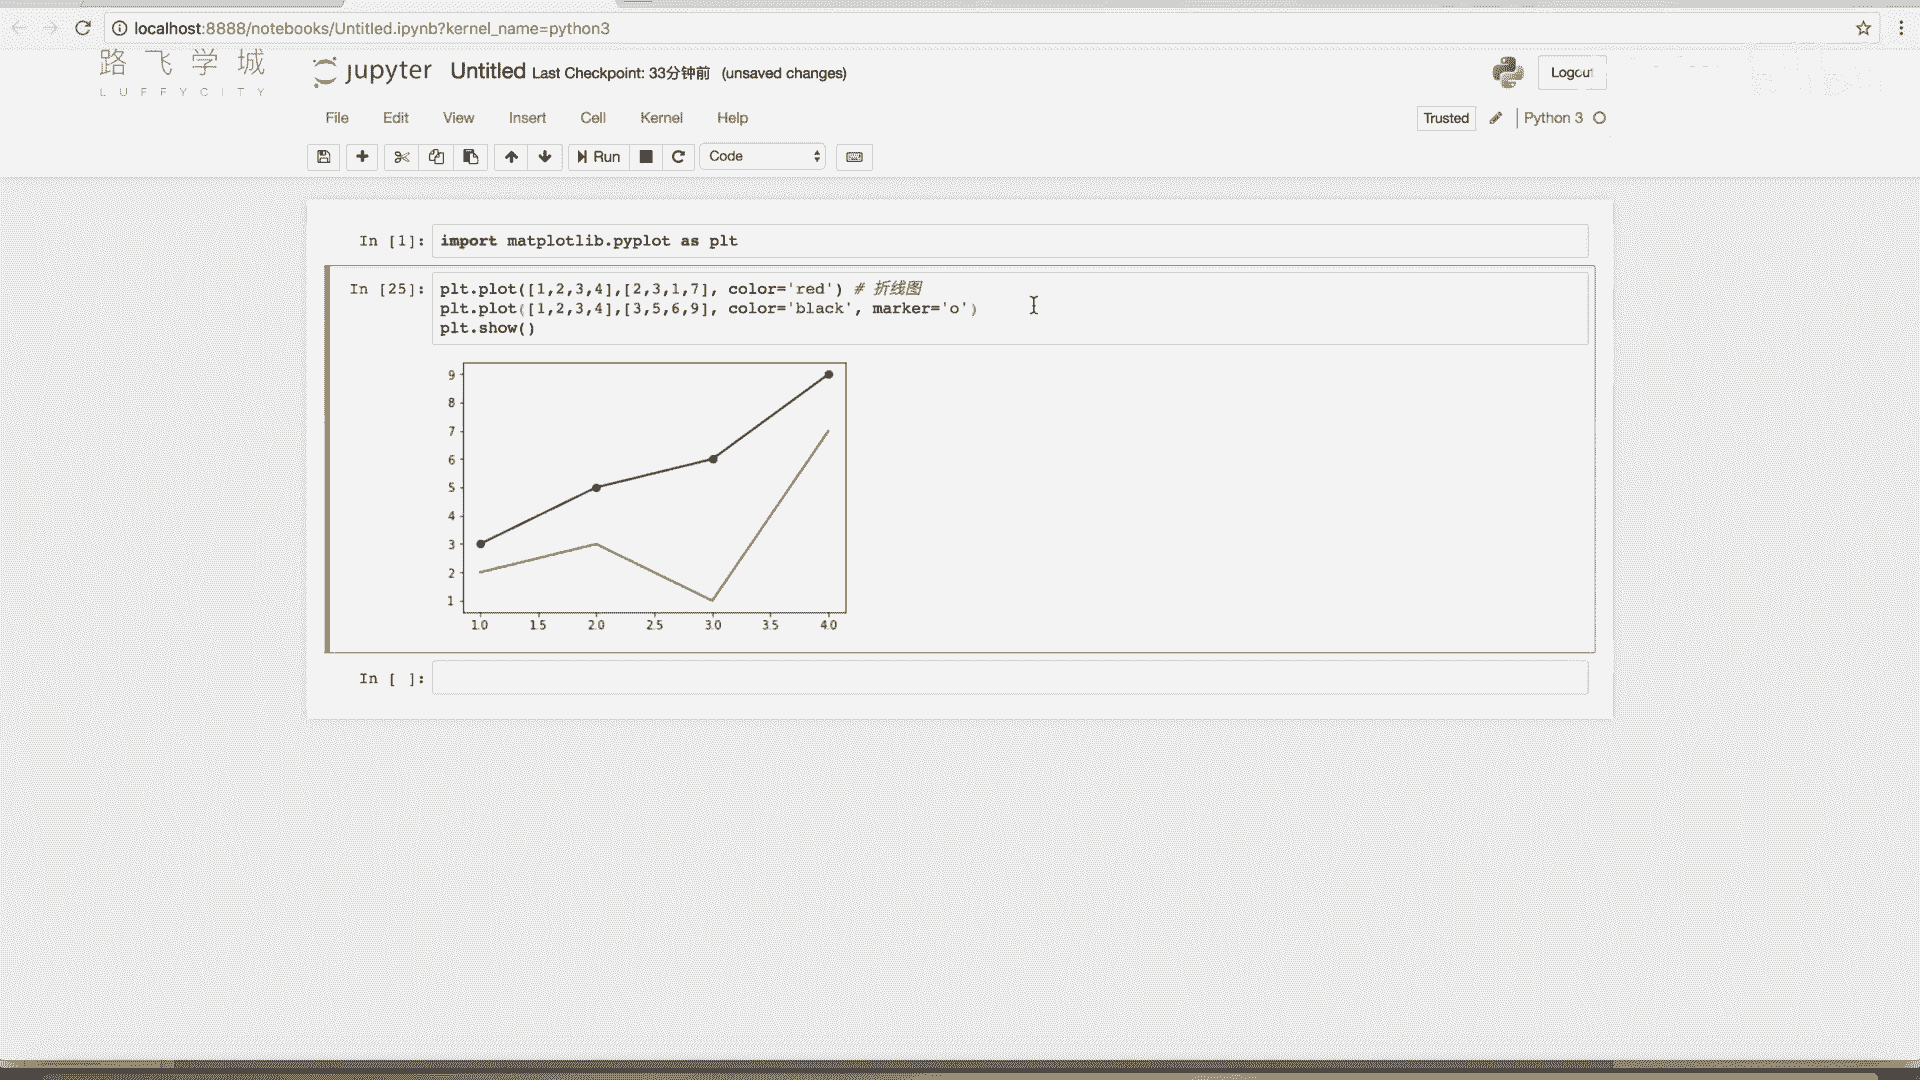 localhost:8888/notebooks/Untitled.ipynb?kernel_name=python3
路飞学城
LUFFYCITY
jupyter Untitled Last Checkpoint: 33分钟前 (unsaved changes)
Logout
File Edit View Insert Cell Kernel Help
Trusted Python 3
Run Code
In [1]: import matplotlib.pyplot as plt
In [25]: plt.plot([1,2,3,4],[2,3,1,7], color='red') # 折线图
plt.plot([1,2,3,4],[3,5,6,9], color='black', marker='o')
plt.show()
9
8
7
6
5
4
3
2
1
1.0 1.5 2.0 2.5 3.0 3.5 4.0
In [ ]: